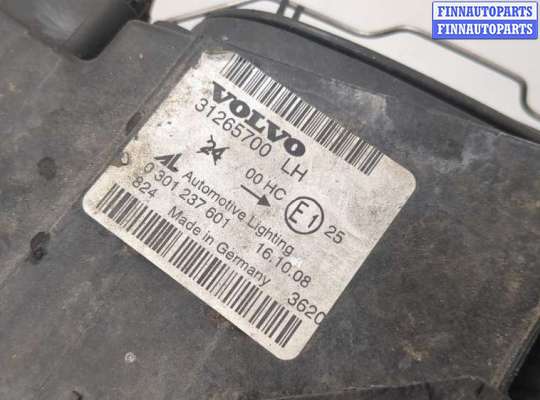 FINNAUTOPARTS
FINNAUTOPARTS
VOLVO
31265700 LH
24 00 HC
E1 25
AL Automotive Lighting
0 301 237 601 16.10.08
824 Made in Germany 3620